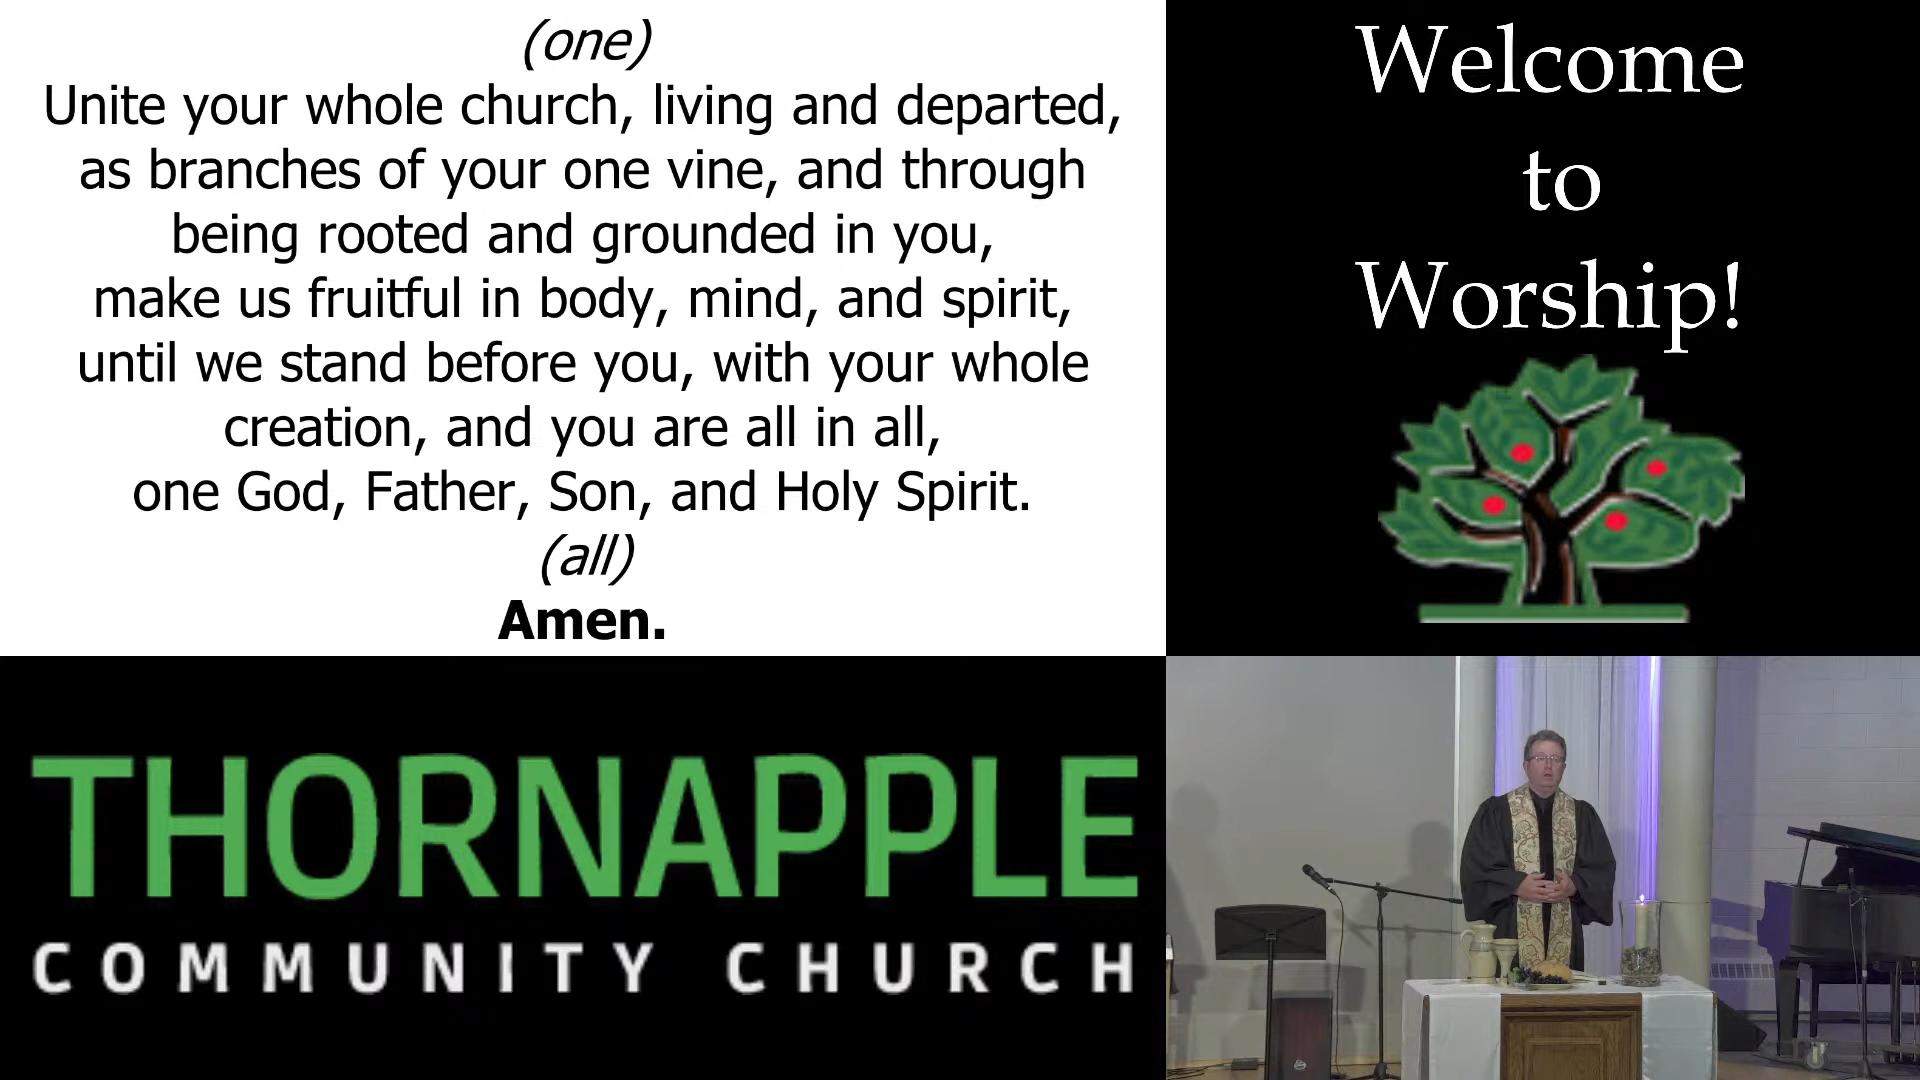 (one)
Unite your whole church, living and departed,
as branches of your one vine, and through
being rooted and grounded in you,
make us fruitful in body, mind, and spirit,
until we stand before you, with your whole
creation, and you are all in all,
one God, Father, Son, and Holy Spirit.
(all)
Amen.
Welcome
to
Worship!
THORNAPPLE
COMMUNITY CHURCH